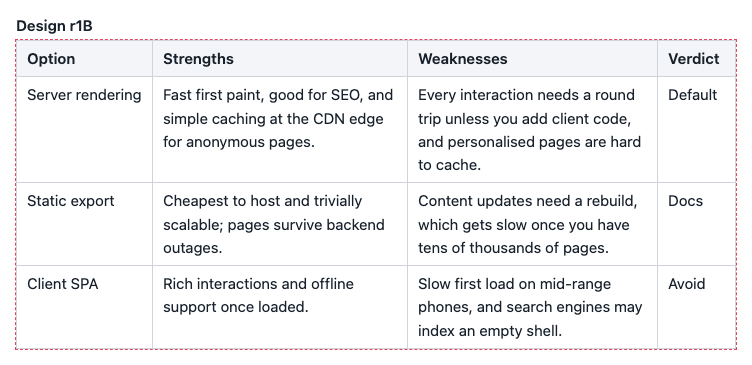 Design r1B
Option Strengths Weaknesses Verdict
Server rendering
Fast first paint, good for SEO, and
simple caching at the CDN edge
for anonymous pages.
Every interaction needs a round
trip unless you add client code,
and personalised pages are hard
to cache.
Default
Static export
Cheapest to host and trivially
scalable; pages survive backend
outages.
Content updates need a rebuild,
which gets slow once you have
tens of thousands of pages.
Docs
Client SPA
Rich interactions and offline
support once loaded.
Slow first load on mid-range
phones, and search engines may
index an empty shell.
Avoid